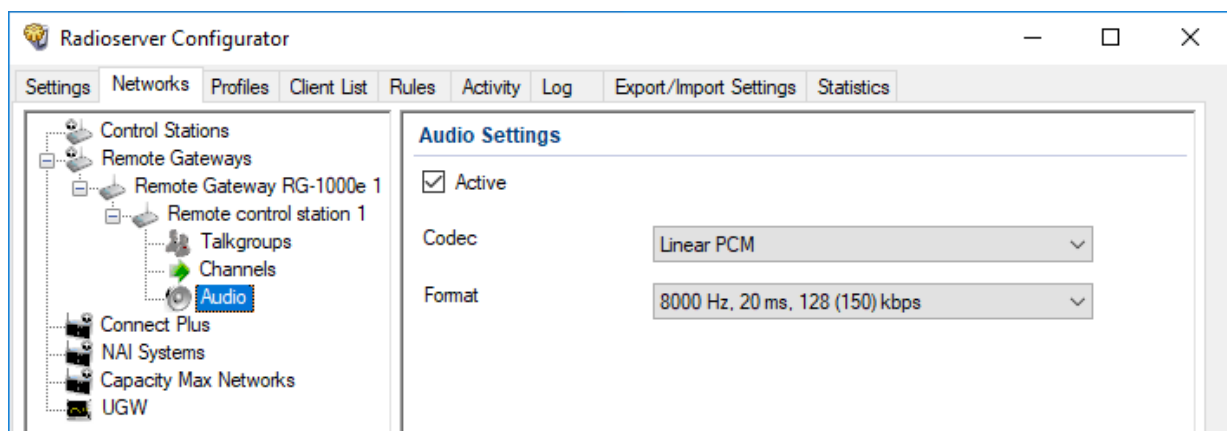 Radioserver Configurator
Settings Networks Profiles Client List Rules Activity Log Export/Import Settings Statistics
Control Stations
Remote Gateways
Remote Gateway RG-1000e 1
Remote control station 1
Talkgroups
Channels
Audio
Connect Plus
NAI Systems
Capacity Max Networks
UGW
Audio Settings
Active
Codec Linear PCM
Format 8000 Hz, 20 ms, 128 (150) kbps